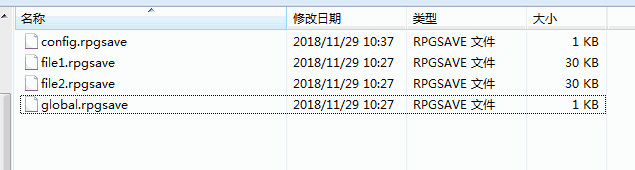 名称 修改日期 类型 大小
config.rpgsave 2018/11/29 10:37 RPGSAVE 文件 1 KB
file1.rpgsave 2018/11/29 10:27 RPGSAVE 文件 30 KB
file2.rpgsave 2018/11/29 10:27 RPGSAVE 文件 30 KB
global.rpgsave 2018/11/29 10:27 RPGSAVE 文件 1 KB